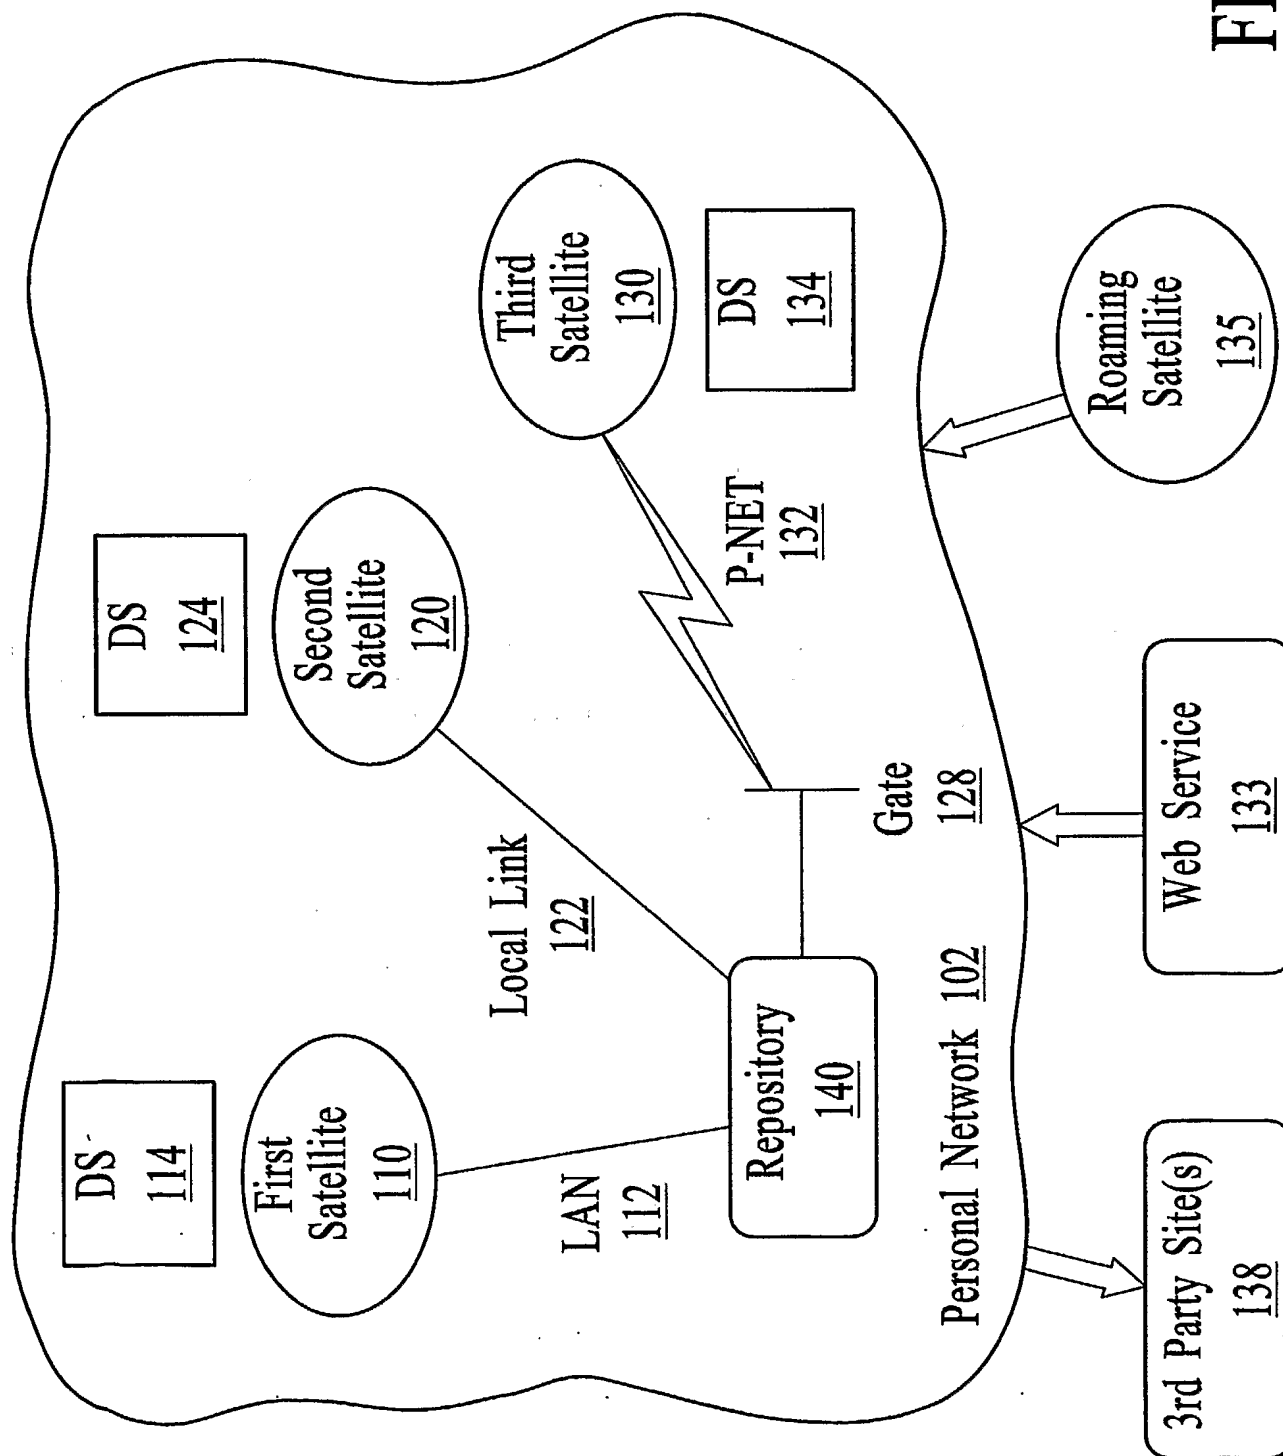 DS
114
DS
124
First
Satellite
110
Second
Satellite
120
Local Link
122
Third
Satellite
130
LAN
112
P-NET
132
DS
134
Repository
140
Gate
128
Personal Network 102
3rd Party Site(s)
138
Web Service
133
Roaming
Satellite
135